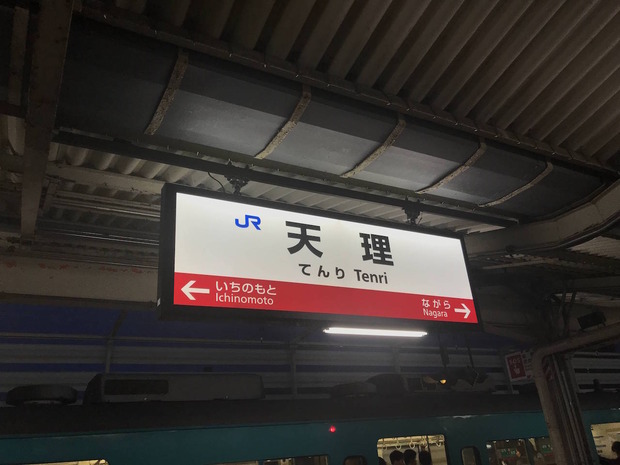 JR 天理
てんり Tenri
← いちのもと
Ichinomoto
ながら →
Nagara